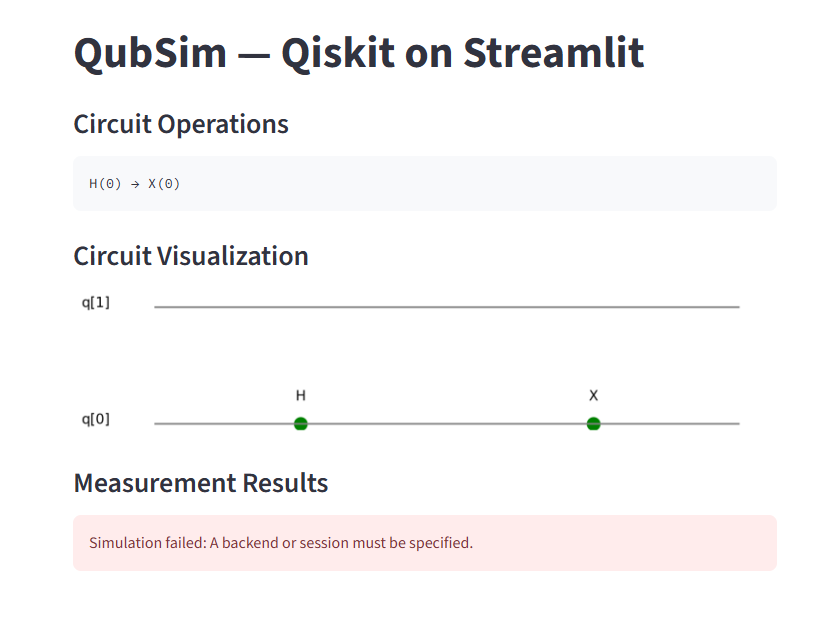 QubSim — Qiskit on Streamlit
Circuit Operations
H(0) → X(0)
Circuit Visualization
q[1]
H X
q[0]
Measurement Results
Simulation failed: A backend or session must be specified.